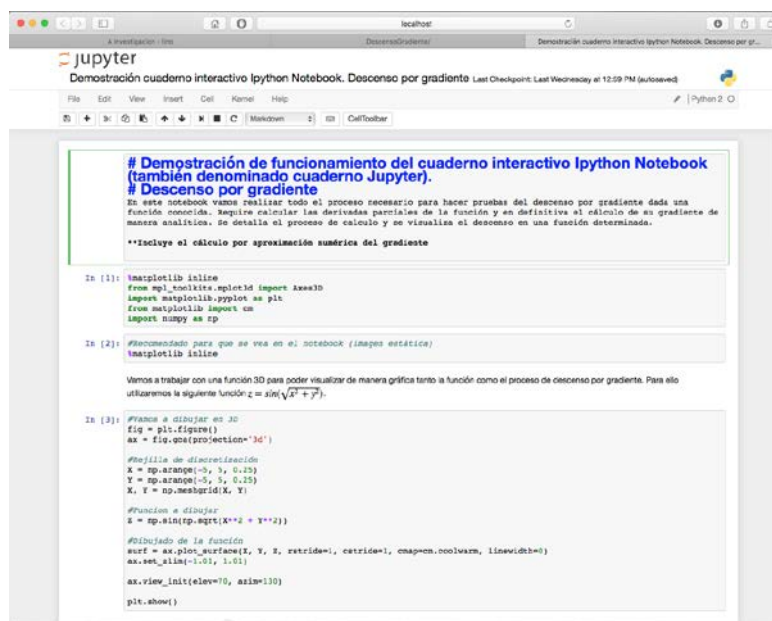 localhost
A Investigacion - fino
DescensoGradiente/
Demostración cuaderno interactivo Ipython Notebook. Descenso por gr...
jupyter
Demostración cuaderno interactivo Ipython Notebook. Descenso por gradiente Last Checkpoint: Last Wednesday at 12:59 PM (autosaved)
File Edit View Insert Cell Kernel Help
Python 2
Markdown CellToolbar
# Demostración de funcionamiento del cuaderno interactivo Ipython Notebook
(también denominado cuaderno Jupyter).
# Descenso por gradiente
En este notebook vamos realizar todo el proceso necesario para hacer pruebas del descenso por gradiente dada una
función conocida. Require calcular las derivadas parciales de la función y en definitiva el cálculo de su gradiente de
manera analítica. Se detalla el proceso de calculo y se visualiza el descenso en una función determinada.
**Incluye el cálculo por aproximación numérica del gradiente
In [1]: %matplotlib inline
from mpl_toolkits.mplot3d import Axes3D
import matplotlib.pyplot as plt
from matplotlib import cm
import numpy as np
In [2]: #Recomendado para que se vea en el notebook (imagen estática)
%matplotlib inline
Vamos a trabajar con una función 3D para poder visualizar de manera gráfica tanto la función como el proceso de descenso por gradiente. Para ello
utilizaremos la siguiente función z = sin(√x² + y²).
In [3]: #Vamos a dibujar en 3D
fig = plt.figure()
ax = fig.gca(projection='3d')
#Rejilla de discretización
X = np.arange(-5, 5, 0.25)
Y = np.arange(-5, 5, 0.25)
X, Y = np.meshgrid(X, Y)
#Funcion a dibujar
Z = np.sin(np.sqrt(X**2 + Y**2))
#Dibujado de la función
surf = ax.plot_surface(X, Y, Z, rstride=1, cstride=1, cmap=cm.coolwarm, linewidth=0)
ax.set_zlim(-1.01, 1.01)
ax.view_init(elev=70, azim=130)
plt.show()